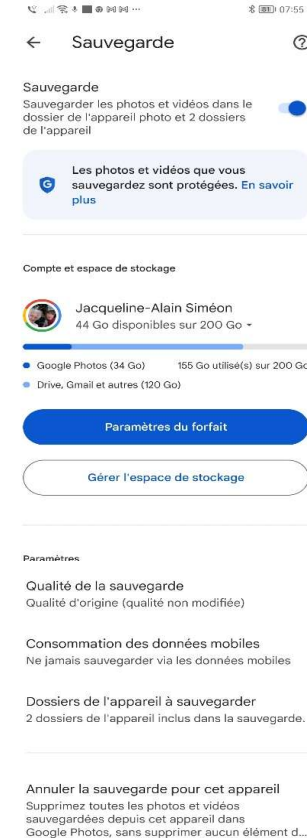 07:55
Sauvegarde
Sauvegarde
Sauvegarder les photos et vidéos dans le
dossier de l'appareil photo et 2 dossiers
de l'appareil
Les photos et vidéos que vous
sauvegardez sont protégées. En savoir
plus
Compte et espace de stockage
Jacqueline-Alain Siméon
44 Go disponibles sur 200 Go
Google Photos (34 Go) 155 Go utilisé(s) sur 200 Go
Drive, Gmail et autres (120 Go)
Paramètres du forfait
Gérer l'espace de stockage
Paramètres
Qualité de la sauvegarde
Qualité d'origine (qualité non modifiée)
Consommation des données mobiles
Ne jamais sauvegarder via les données mobiles
Dossiers de l'appareil à sauvegarder
2 dossiers de l'appareil inclus dans la sauvegarde.
Annuler la sauvegarde pour cet appareil
Supprimez toutes les photos et vidéos
sauvegardées depuis cet appareil dans
Google Photos, sans supprimer aucun élément d...